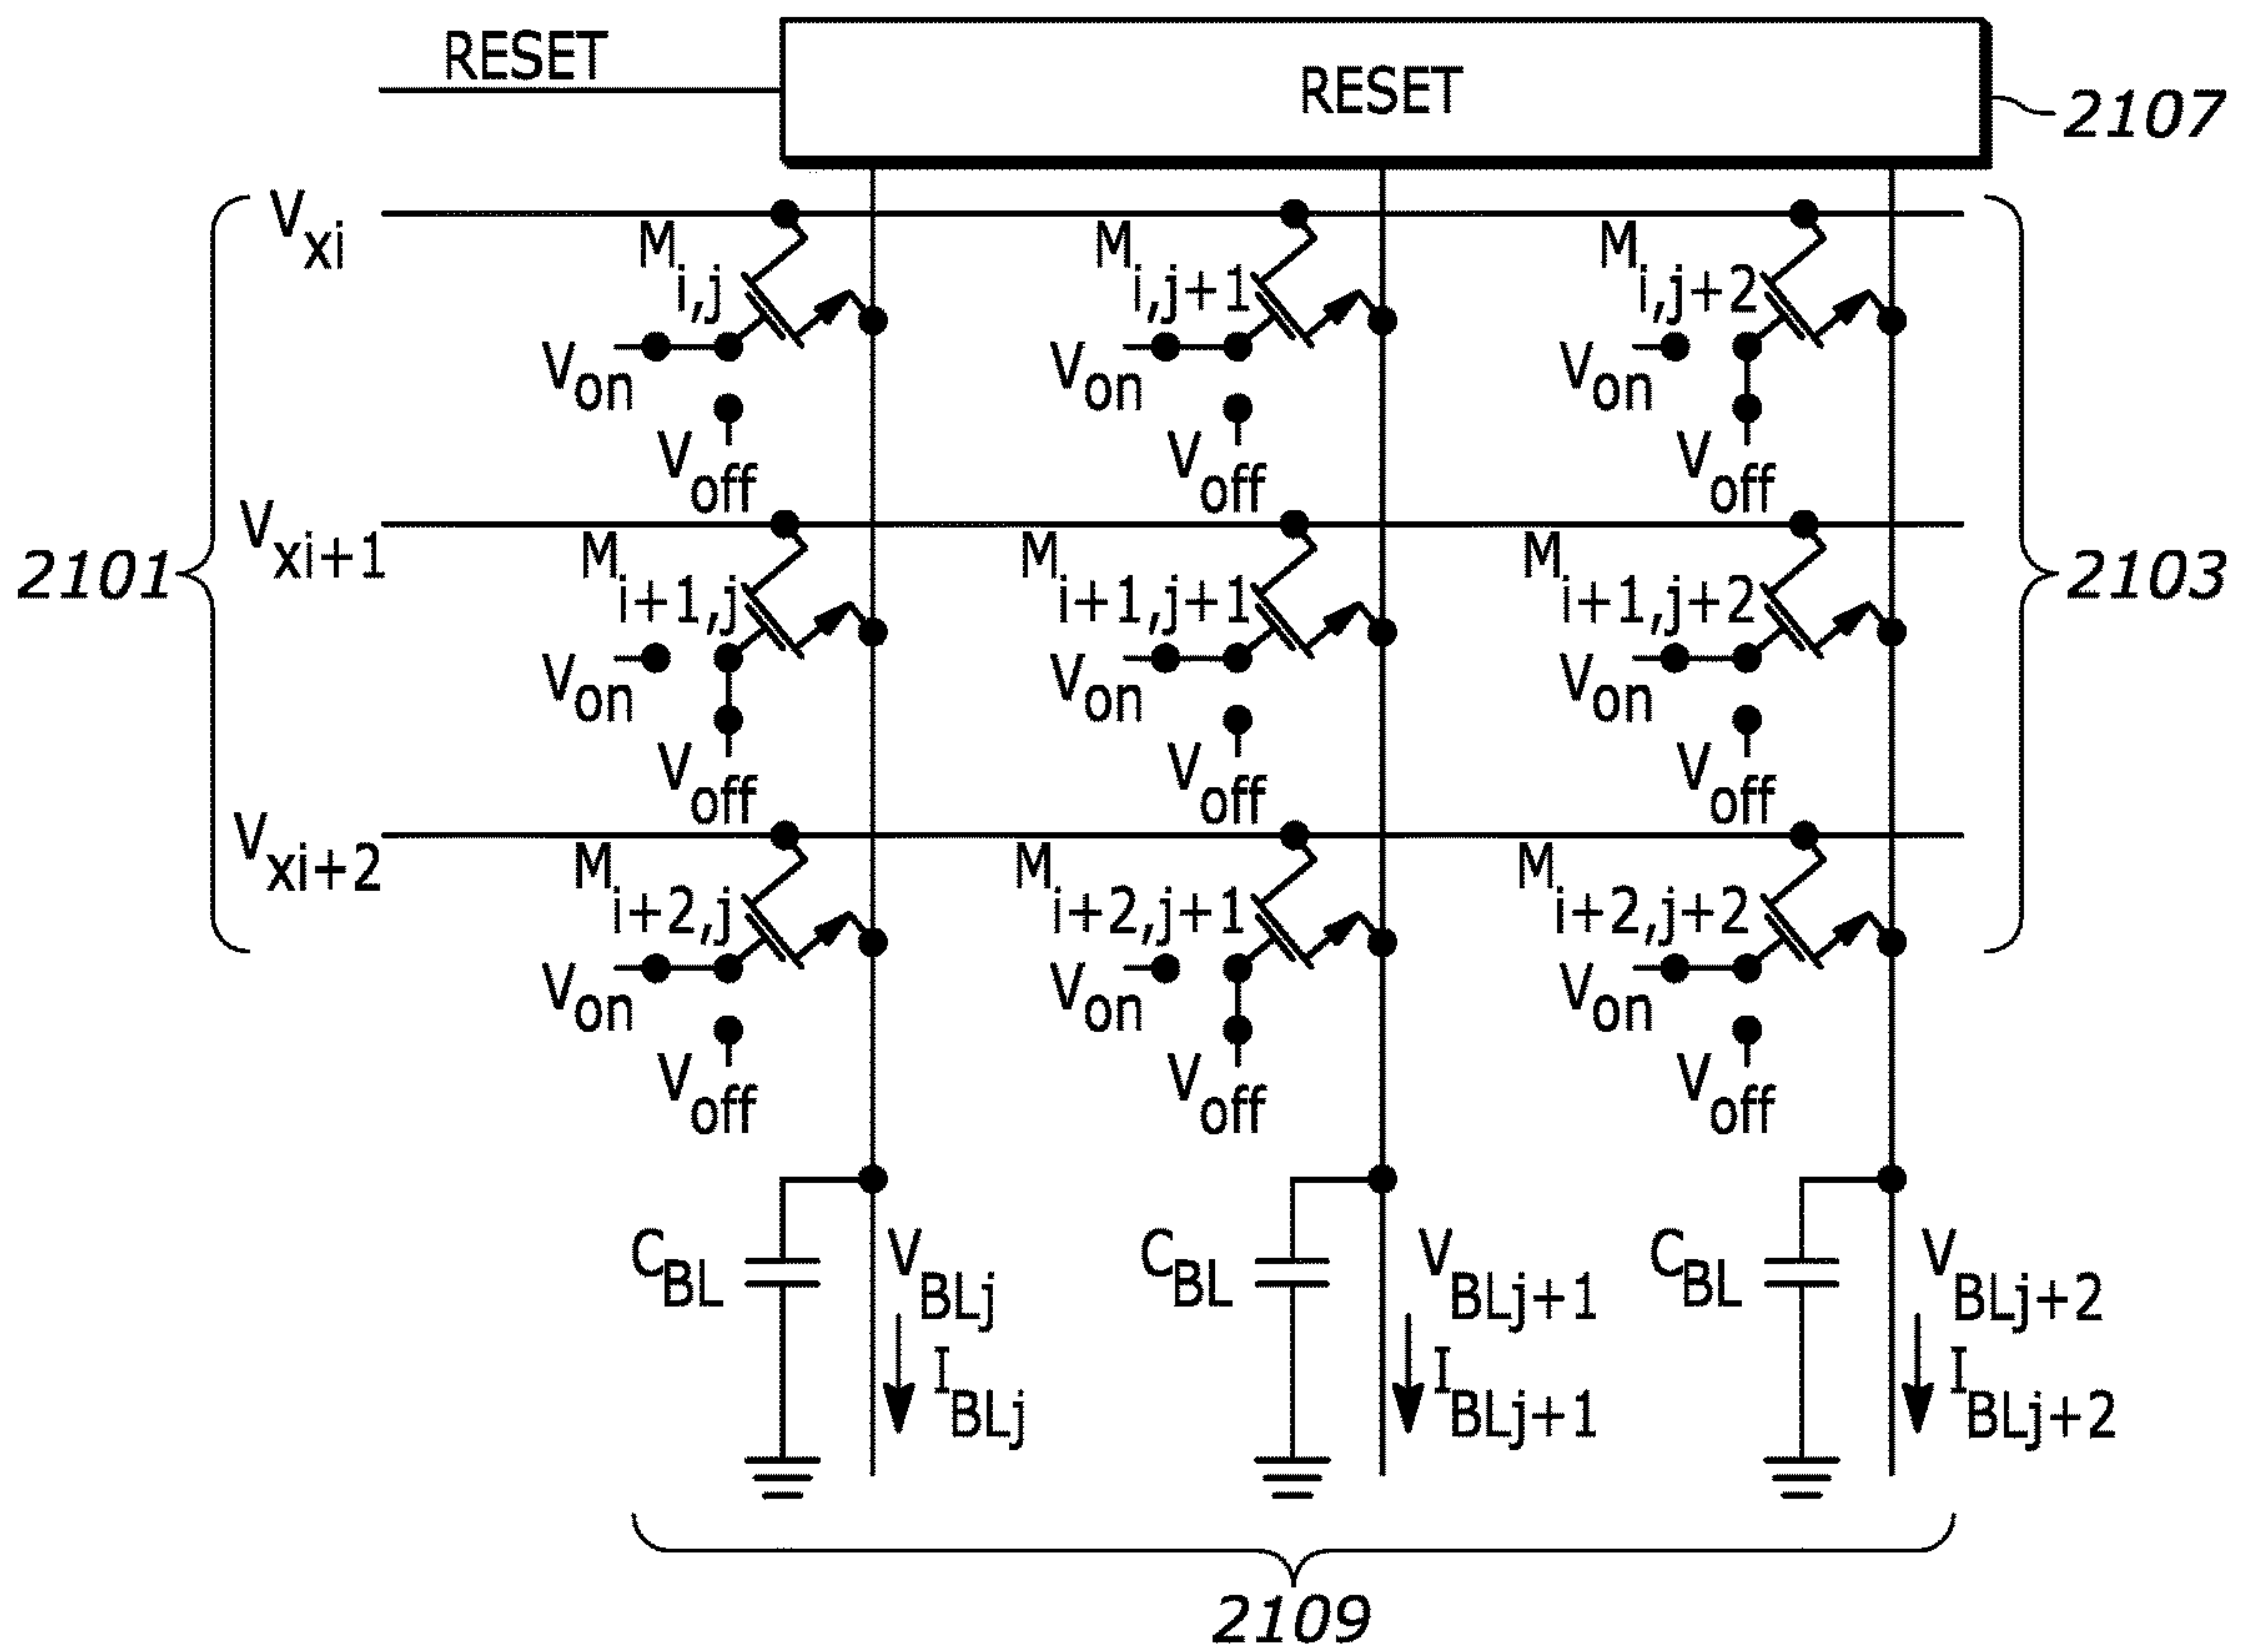 RESET
RESET
2107
Vxi
Mi,j
Mi,j+1
Mi,j+2
Von
Von
Von
Voff
Voff
Voff
Vxi+1
2101
Mi+1,j
Mi+1,j+1
Mi+1,j+2
2103
Von
Von
Von
Voff
Voff
Voff
Vxi+2
Mi+2,j
Mi+2,j+1
Mi+2,j+2
Von
Von
Von
Voff
Voff
Voff
CBL
VBLj
CBL
VBLj+1
CBL
VBLj+2
IBLj
IBLj+1
IBLj+2
2109